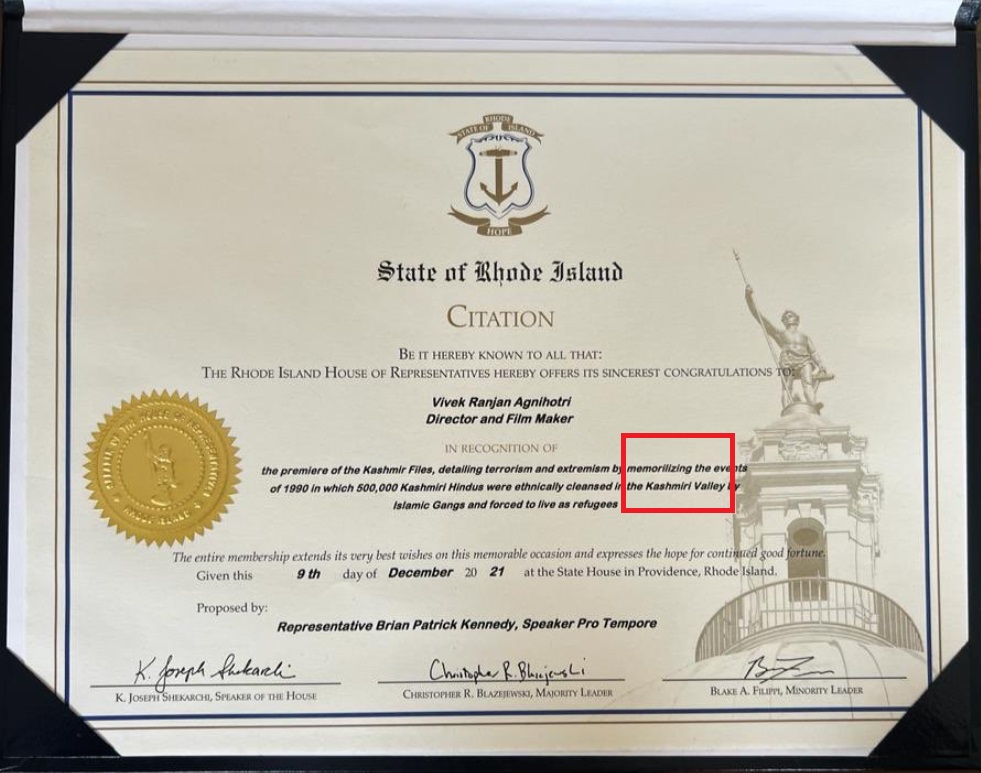 RHODE
STATE OF ISLAND
HOPE
State of Rhode Island
CITATION
BE IT HEREBY KNOWN TO ALL THAT:
THE RHODE ISLAND HOUSE OF REPRESENTATIVES HEREBY OFFERS ITS SINCEREST CONGRATULATIONS TO:
Vivek Ranjan Agnihotri
Director and Film Maker
IN RECOGNITION OF
the premiere of the Kashmir Files, detailing terrorism and extremism by memorilizing the events
of 1990 in which 500,000 Kashmiri Hindus were ethnically cleansed in the Kashmiri Valley by
Islamic Gangs and forced to live as refugees
The entire membership extends its very best wishes on this memorable occasion and expresses the hope for continued good fortune.
Given this 9th day of December 20 21 at the State House in Providence, Rhode Island.
Proposed by:
Representative Brian Patrick Kennedy, Speaker Pro Tempore
K. Joseph Shekarchi
Christopher R. Blazejewski
K. JOSEPH SHEKARCHI, SPEAKER OF THE HOUSE
CHRISTOPHER R. BLAZEJEWSKI, MAJORITY LEADER
BLAKE A. FILIPPI, MINORITY LEADER